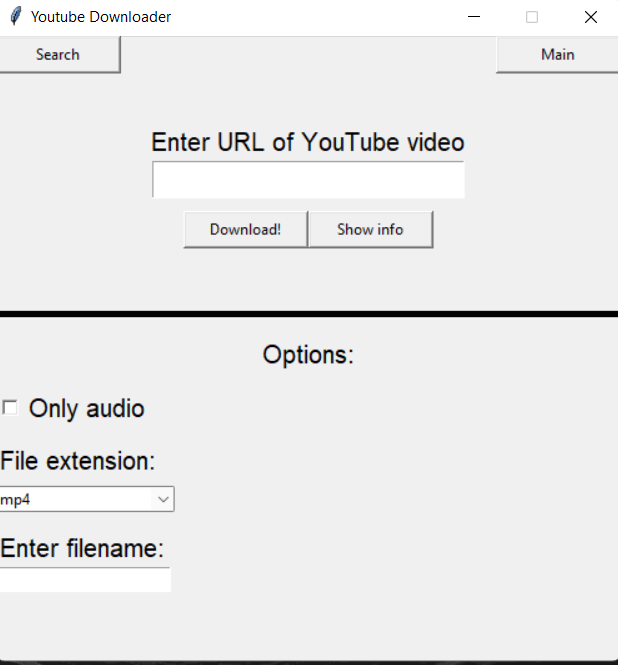 Youtube Downloader
Search Main
Enter URL of YouTube video
Download! Show info
Options:
Only audio
File extension:
mp4
Enter filename: